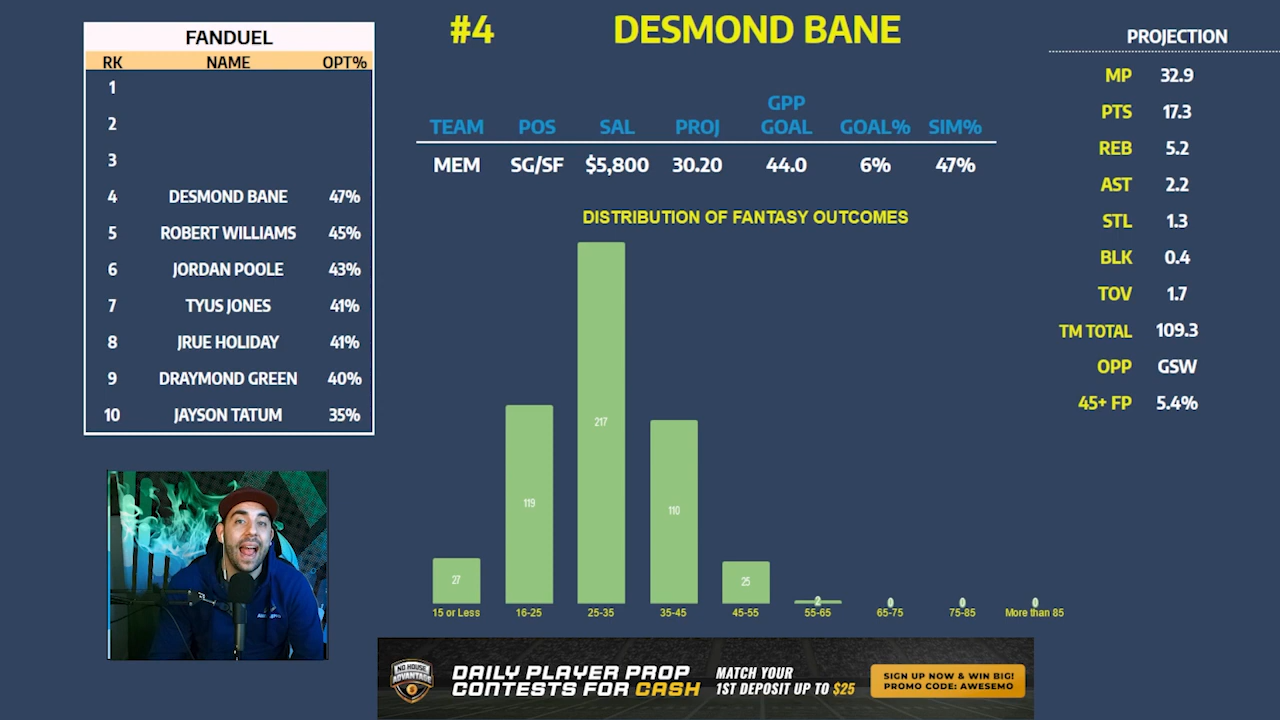 FANDUEL
RK NAME OPT%
1
2
3
4 DESMOND BANE 47%
5 ROBERT WILLIAMS 45%
6 JORDAN POOLE 43%
7 TYUS JONES 41%
8 JRUE HOLIDAY 41%
9 DRAYMOND GREEN 40%
10 JAYSON TATUM 35%
#4 DESMOND BANE
TEAM POS SAL PROJ GPP GOAL GOAL% SIM%
MEM SG/SF $5,800 30.20 44.0 6% 47%
DISTRIBUTION OF FANTASY OUTCOMES
27 119 217 110 25 2 0 0 0
15 or Less 16-25 25-35 35-45 45-55 55-65 65-75 75-85 More than 85
PROJECTION
MP 32.9
PTS 17.3
REB 5.2
AST 2.2
STL 1.3
BLK 0.4
TOV 1.7
TM TOTAL 109.3
OPP GSW
45+ FP 5.4%
NO HOUSE
ADVANTAGE
DAILY PLAYER PROP
CONTESTS FOR CASH
MATCH YOUR
1ST DEPOSIT UP TO $25
SIGN UP NOW & WIN BIG!
PROMO CODE: AWESEMO